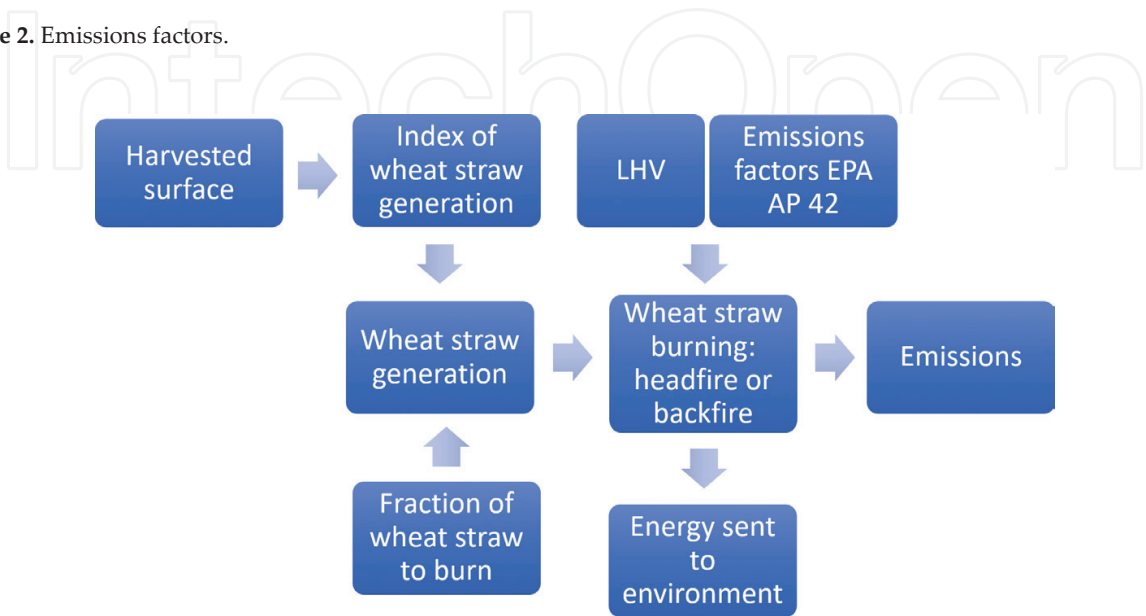 e 2. Emissions factors.
IntechOpen
Harvested
surface
Index of
wheat straw
generation
LHV
Emissions
factors EPA
AP 42
Wheat straw
generation
Wheat straw
burning:
headfire or
backfire
Emissions
Fraction of
wheat straw
to burn
Energy sent
to
environment